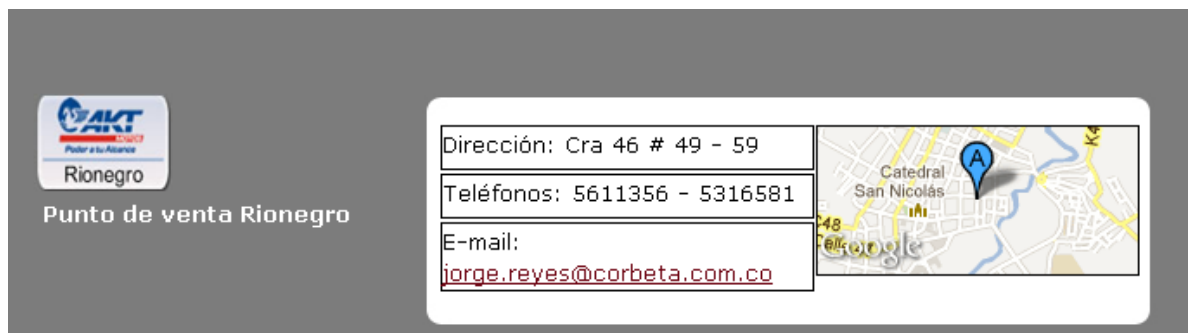 AKT
MOTOS
Poder a tu Alcance
Rionegro
Punto de venta Rionegro
Dirección: Cra 46 # 49 - 59
Teléfonos: 5611356 - 5316581
E-mail:
jorge.reyes@corbeta.com.co
A
Catedral
San Nicolás
Google